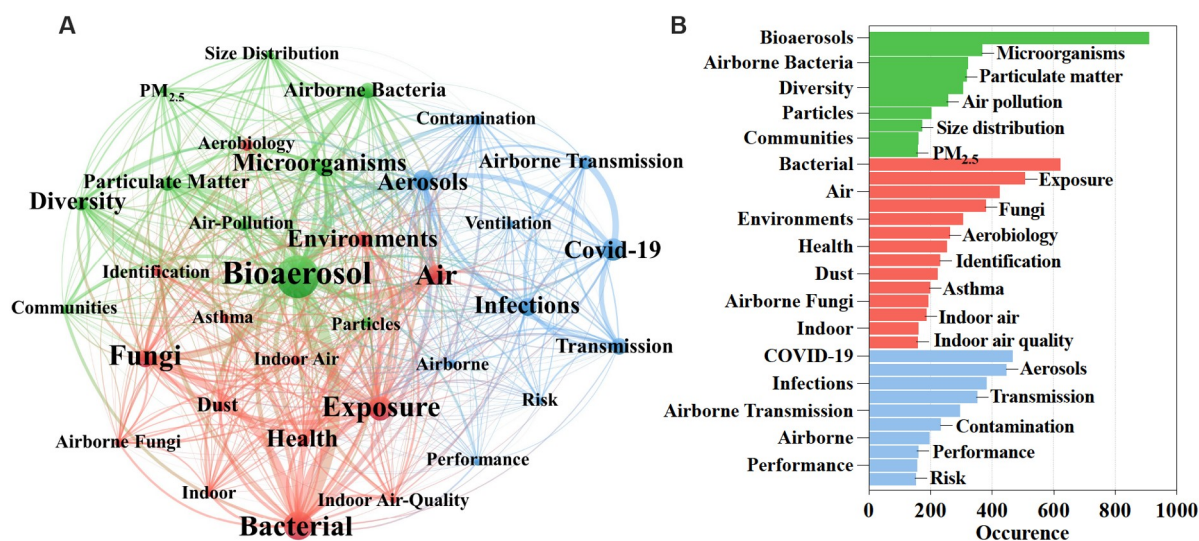 A
Size Distribution
PM2.5
Airborne Bacteria
Contamination
Aerobiology
Microorganisms
Airborne Transmission
Particulate Matter
Aerosols
Diversity
Air-Pollution
Ventilation
Environments
Covid-19
Bioaerosol
Air
Identification
Communities
Infections
Asthma
Particles
Transmission
Fungi
Indoor Air
Airborne
Dust
Exposure
Risk
Airborne Fungi
Health
Performance
Indoor
Indoor Air-Quality
Bacterial
B
Bioaerosols
Microorganisms
Airborne Bacteria
Particulate matter
Diversity
Air pollution
Particles
Size distribution
Communities
PM2.5
Bacterial
Exposure
Air
Fungi
Environments
Aerobiology
Health
Identification
Dust
Asthma
Airborne Fungi
Indoor air
Indoor
Indoor air quality
COVID-19
Aerosols
Infections
Transmission
Airborne Transmission
Contamination
Airborne
Performance
Performance
Risk
0 200 400 600 800 1000
Occurence